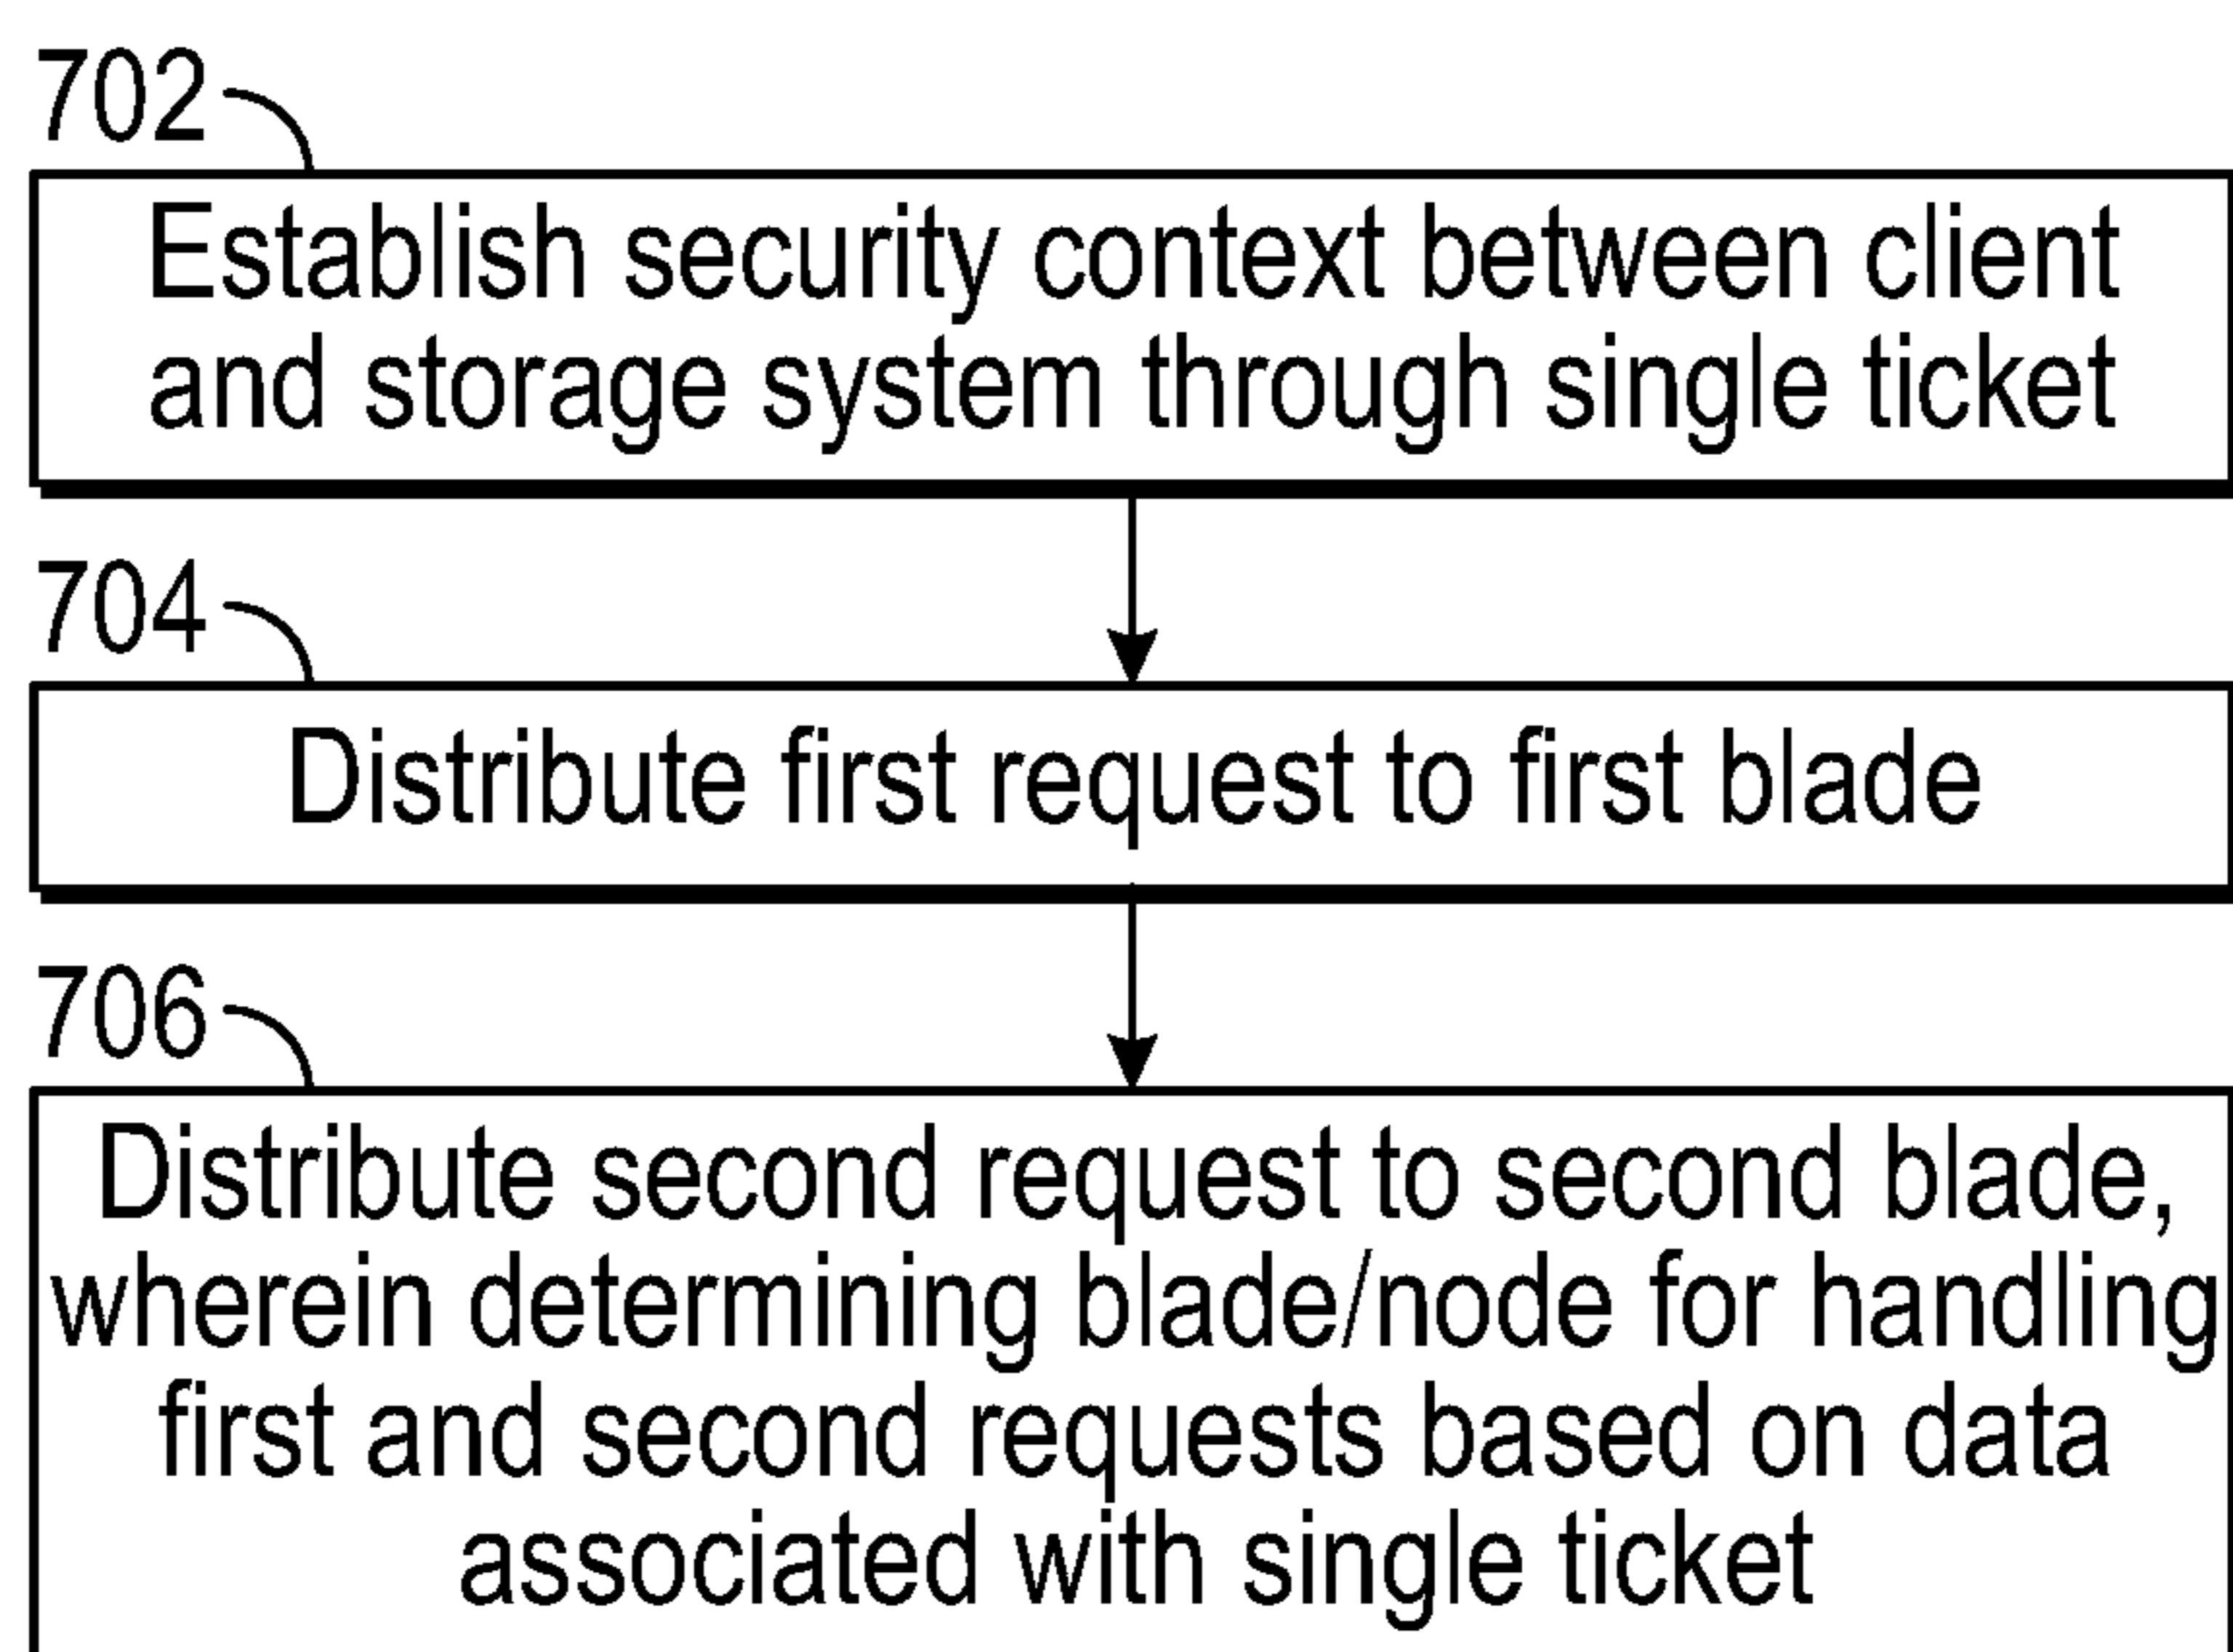 702
Establish security context between client
and storage system through single ticket
704
Distribute first request to first blade
706
Distribute second request to second blade,
wherein determining blade/node for handling
first and second requests based on data
associated with single ticket